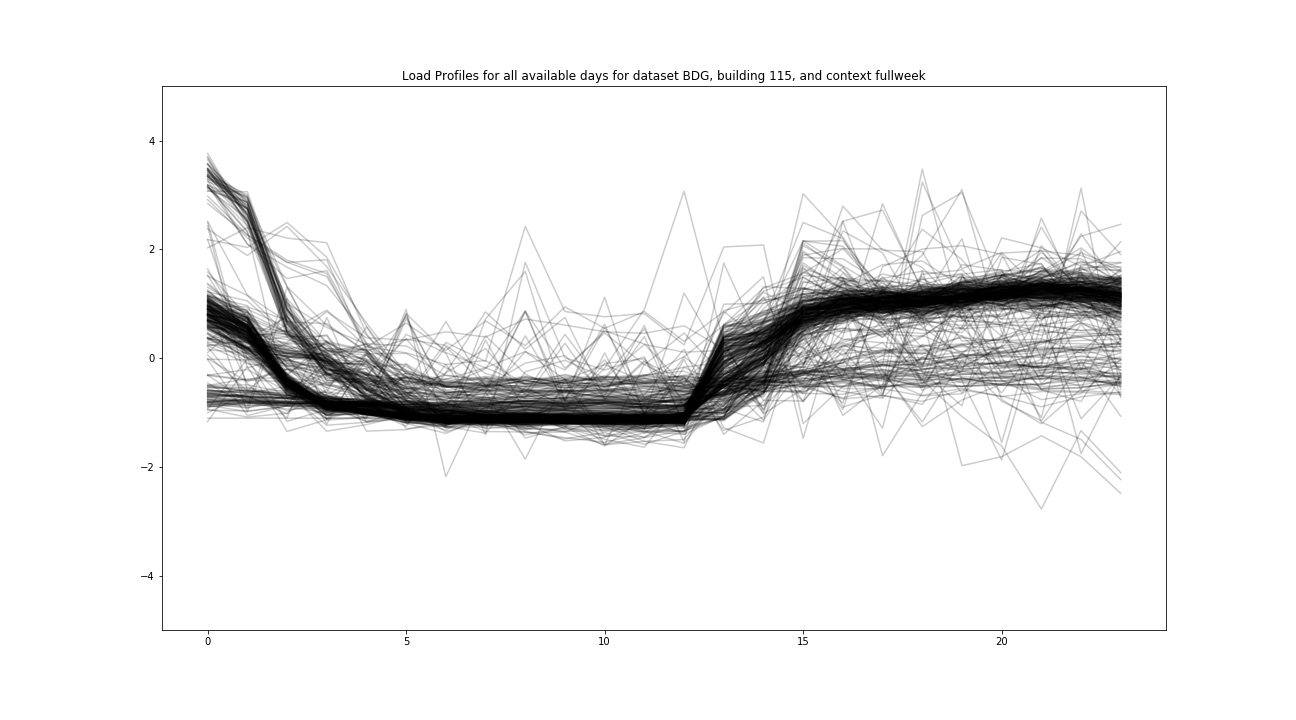 Load Profiles for all available days for dataset BDG, building 115, and context fullweek
4
2
0
−2
−4
0 5 10 15 20